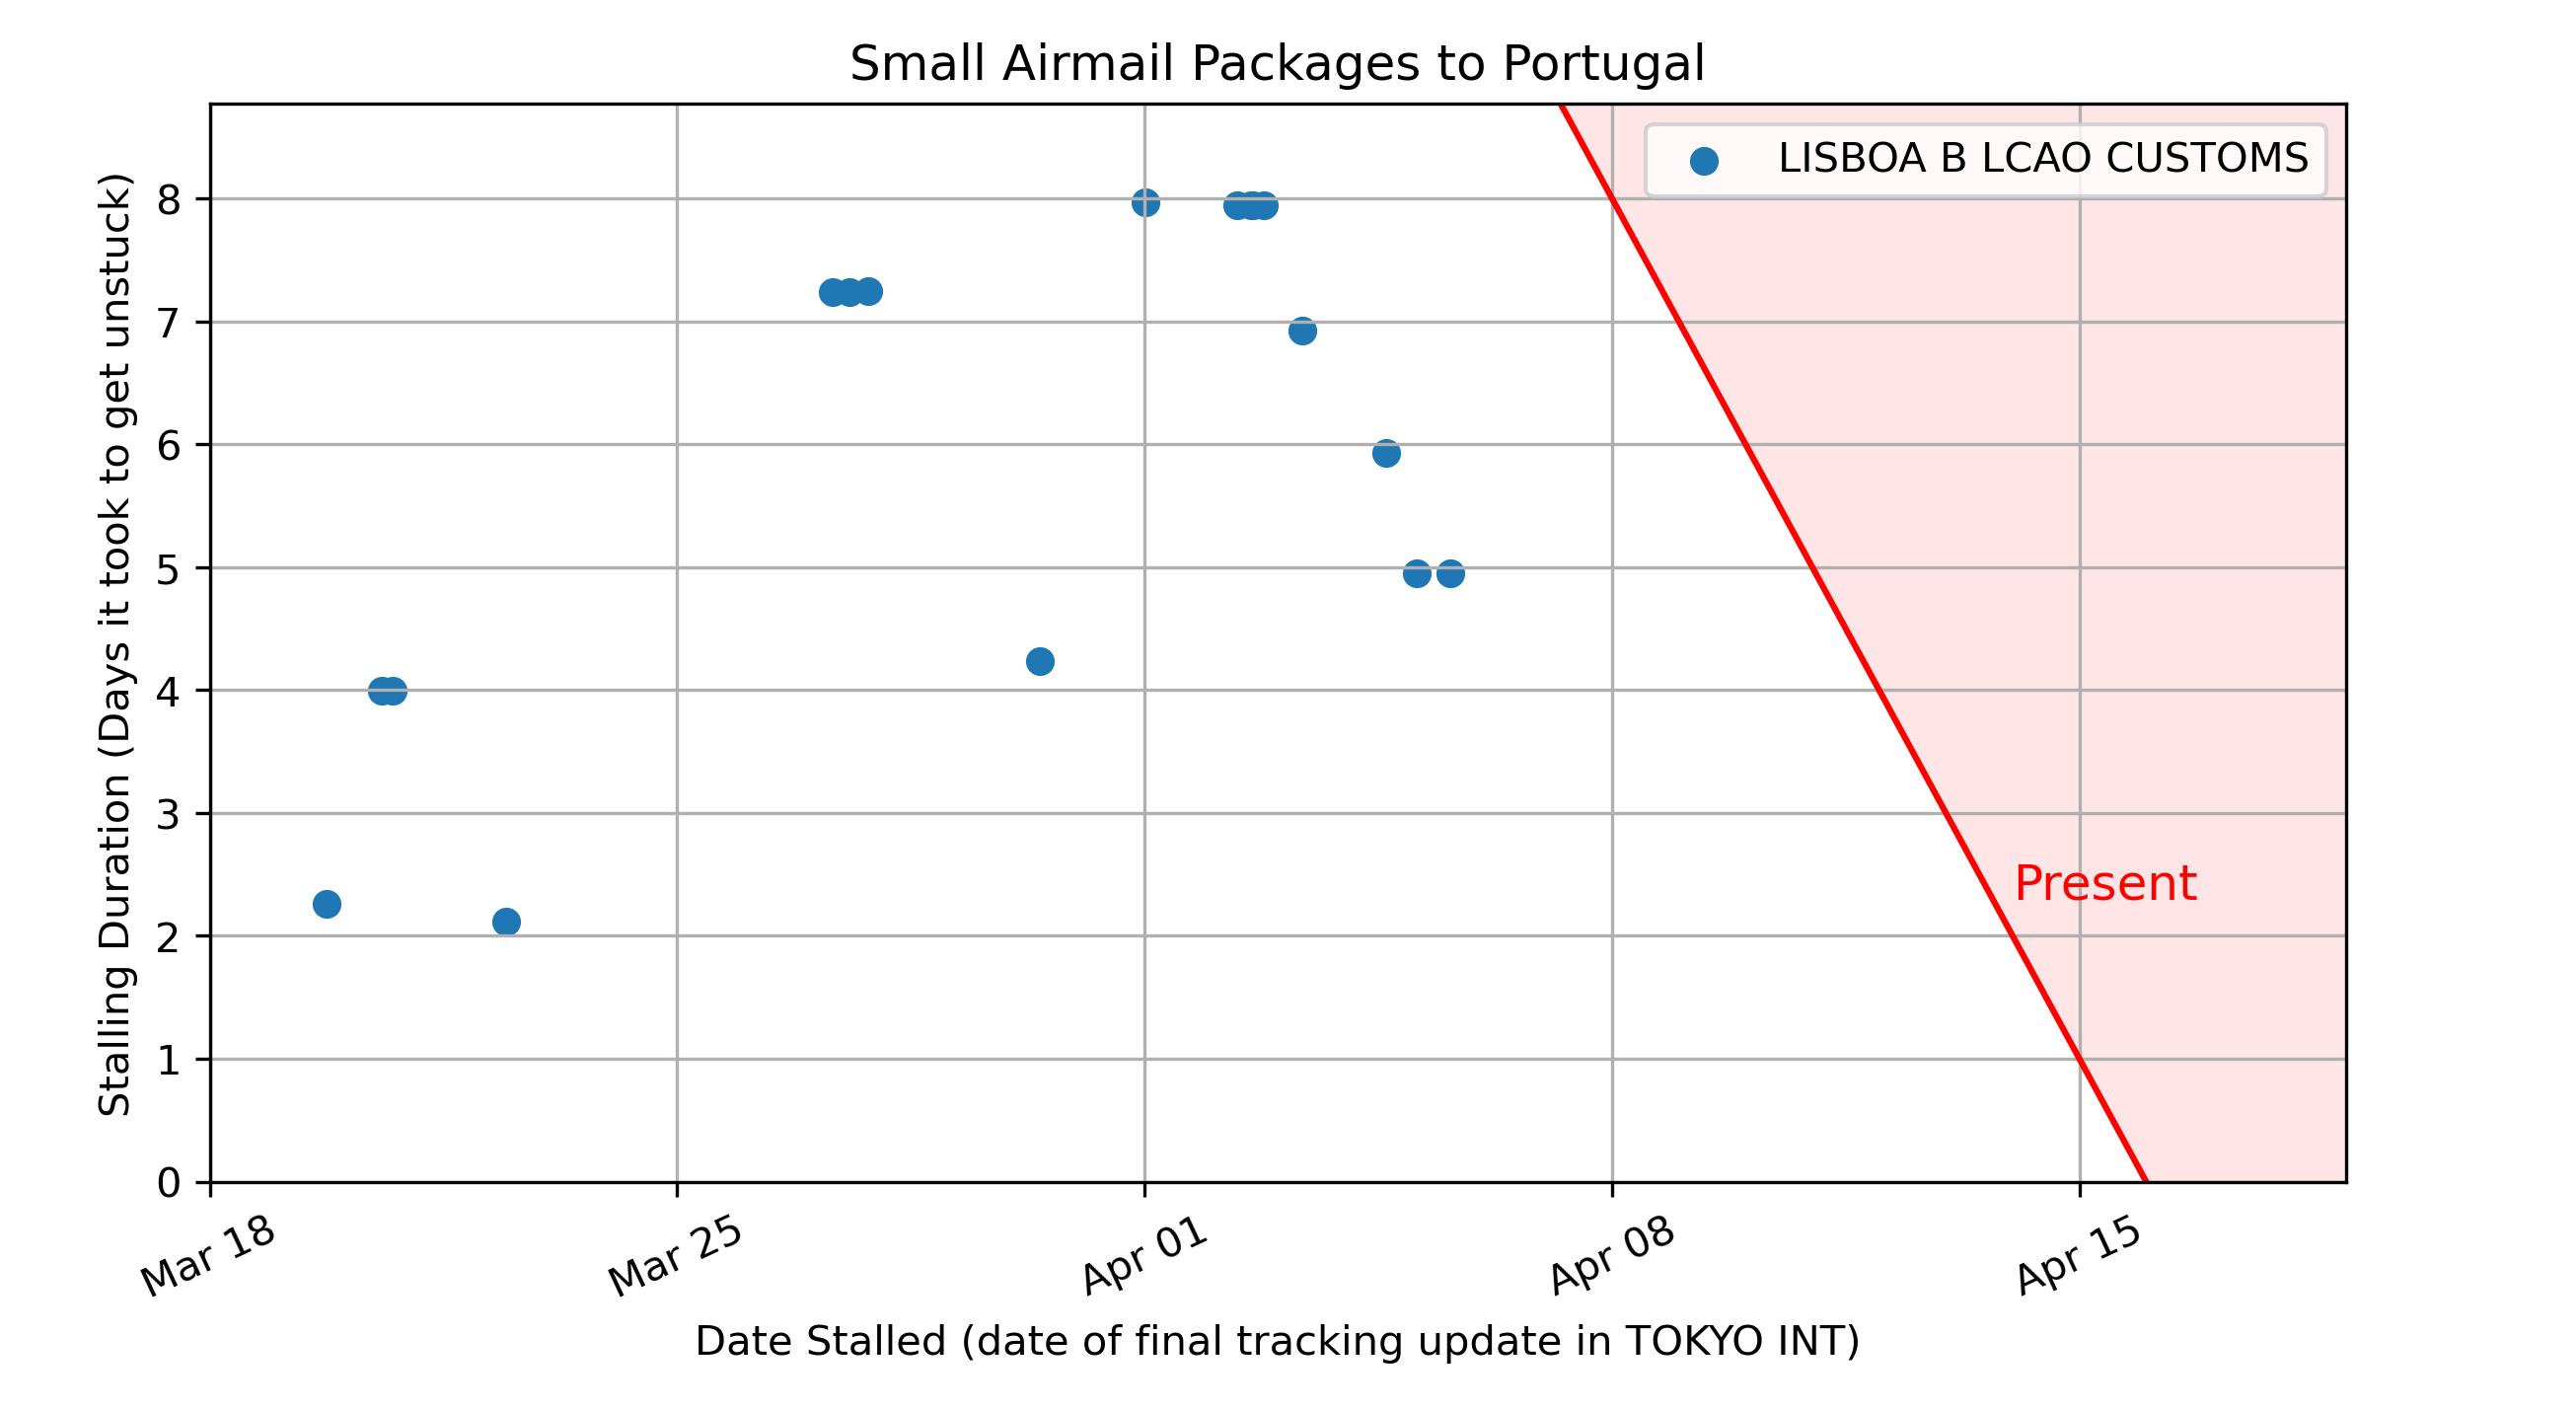 Small Airmail Packages to Portugal
LISBOA B LCAO CUSTOMS
Stalling Duration (Days it took to get unstuck)
8
7
6
5
4
3
2
1
0
Present
Mar 18
Mar 25
Apr 01
Apr 08
Apr 15
Date Stalled (date of final tracking update in TOKYO INT)